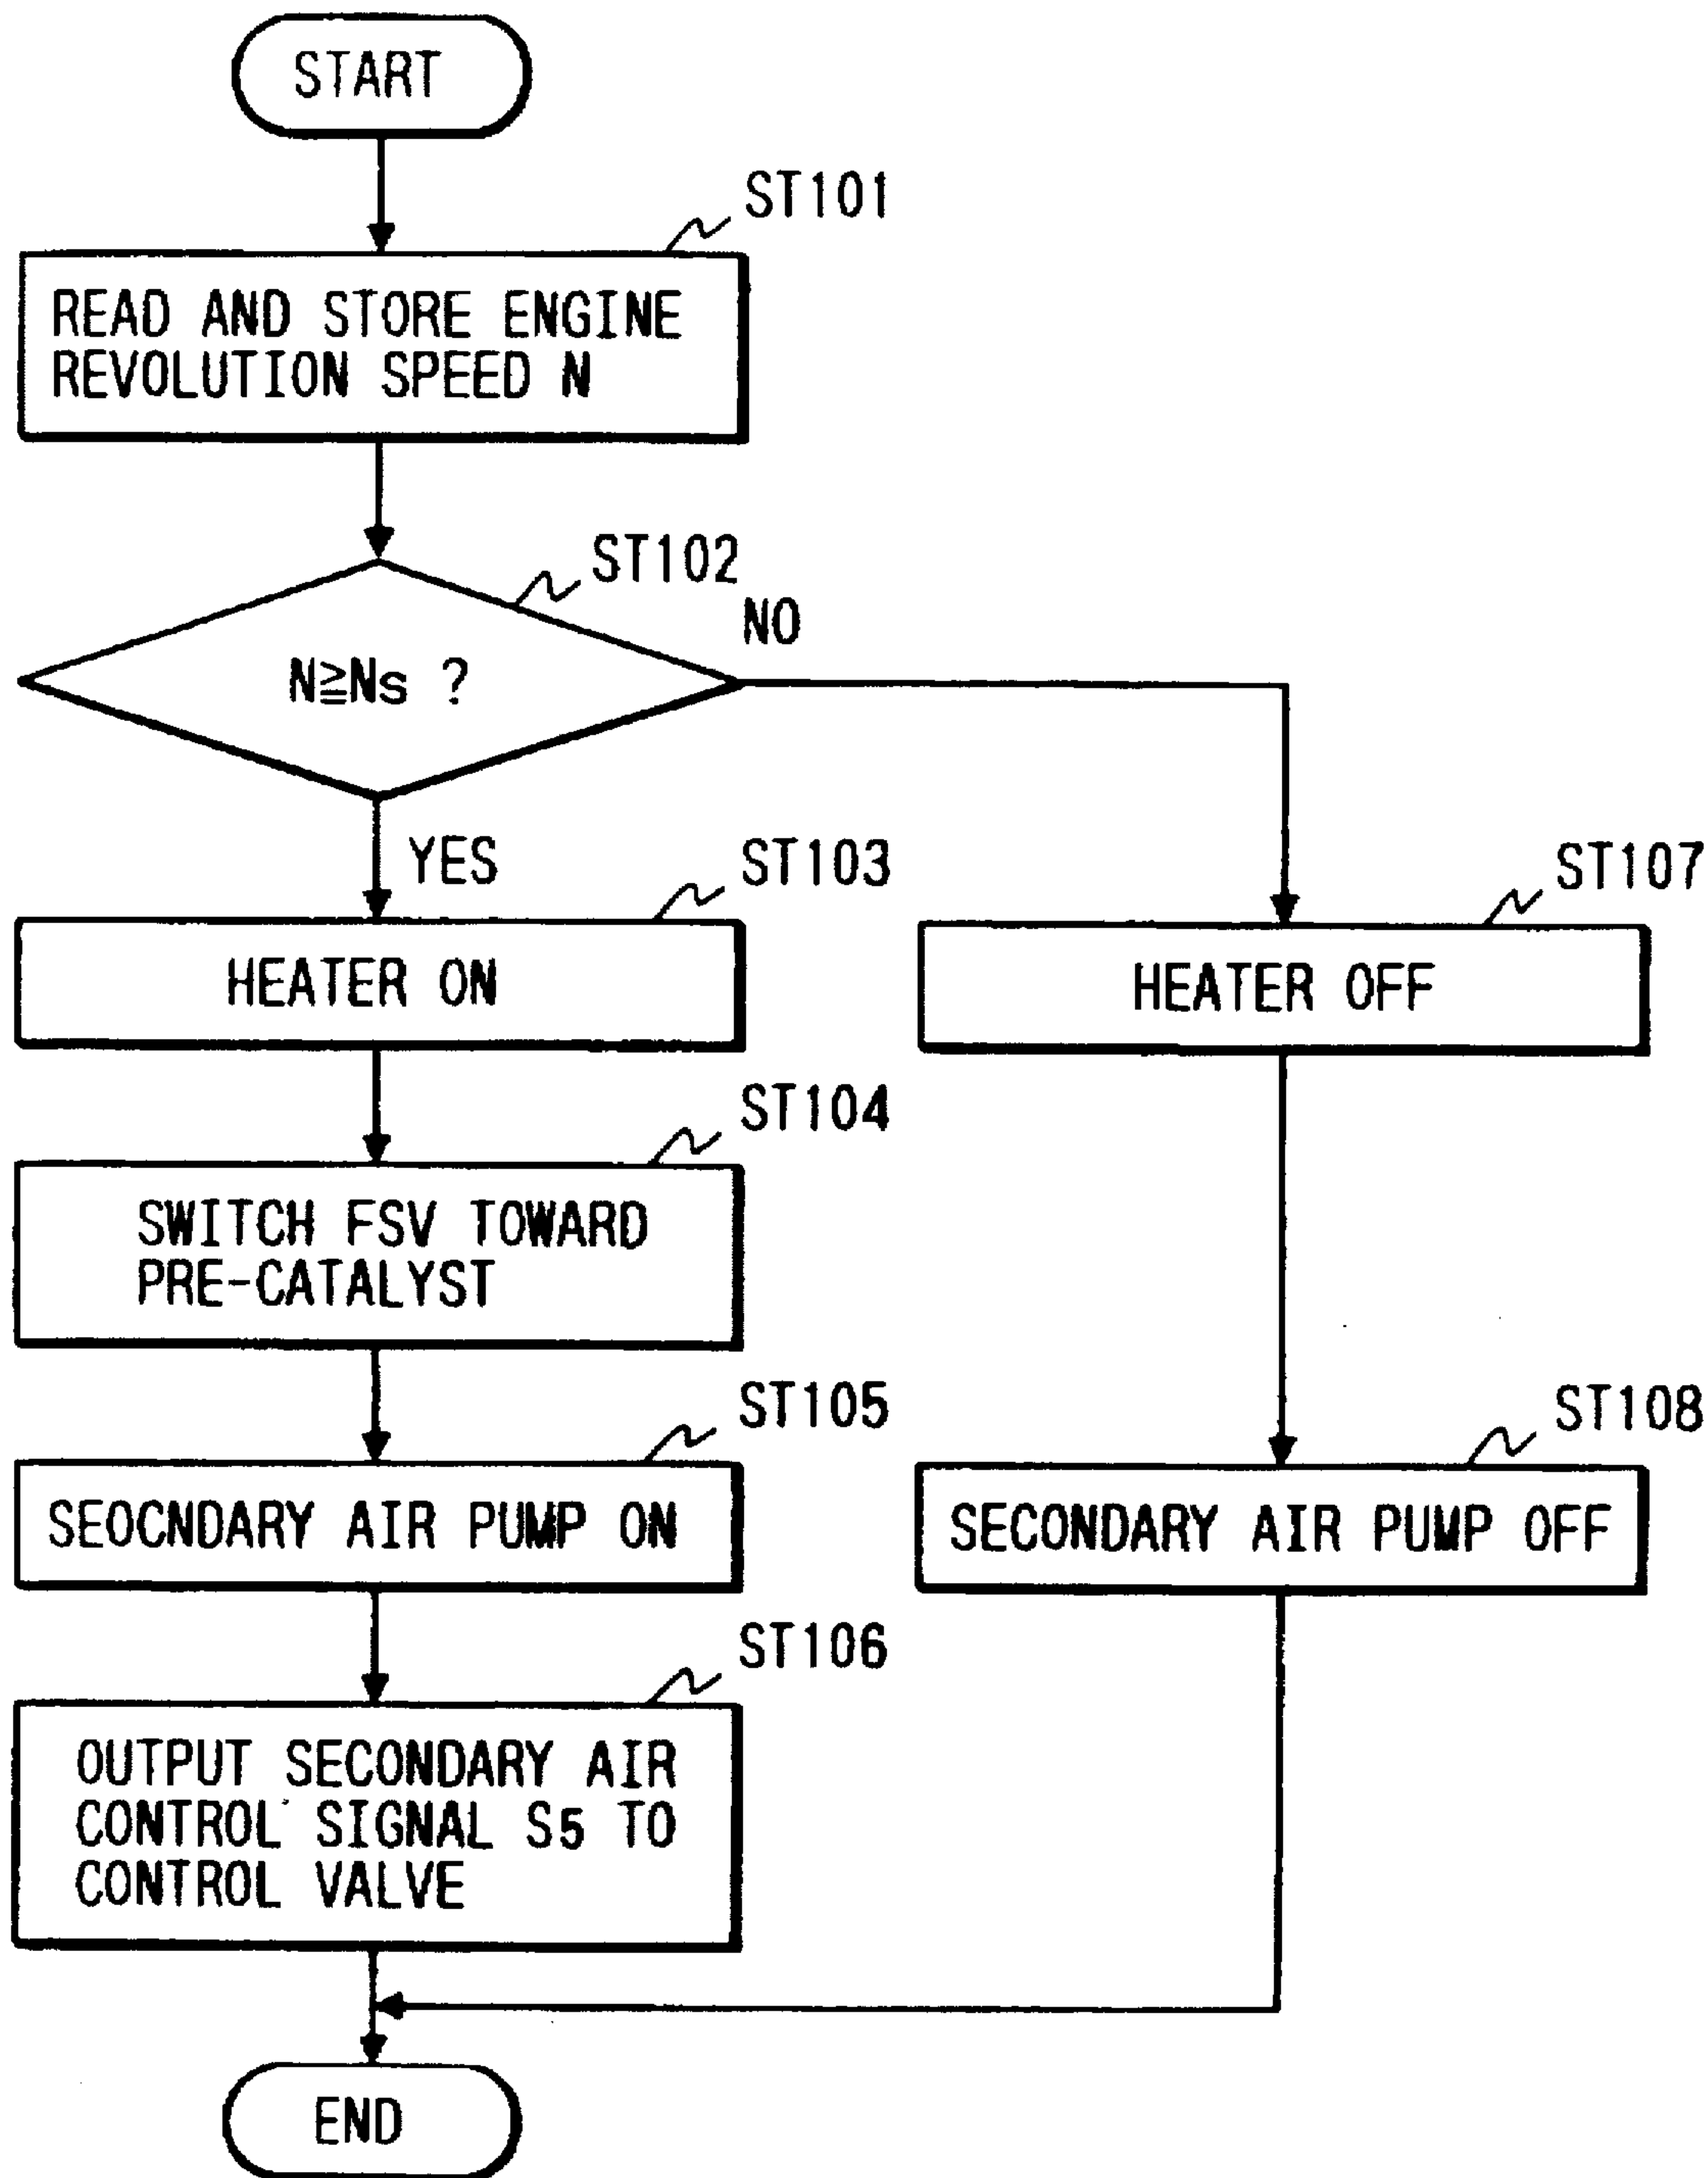 START
ST101
READ AND STORE ENGINE
REVOLUTION SPEED N
ST102
N≧Ns ?
NO
YES
ST103
HEATER ON
ST107
HEATER OFF
ST104
SWITCH FSV TOWARD
PRE-CATALYST
ST105
SEOCNDARY AIR PUMP ON
ST108
SECONDARY AIR PUMP OFF
ST106
OUTPUT SECONDARY AIR
CONTROL SIGNAL S5 TO
CONTROL VALVE
END